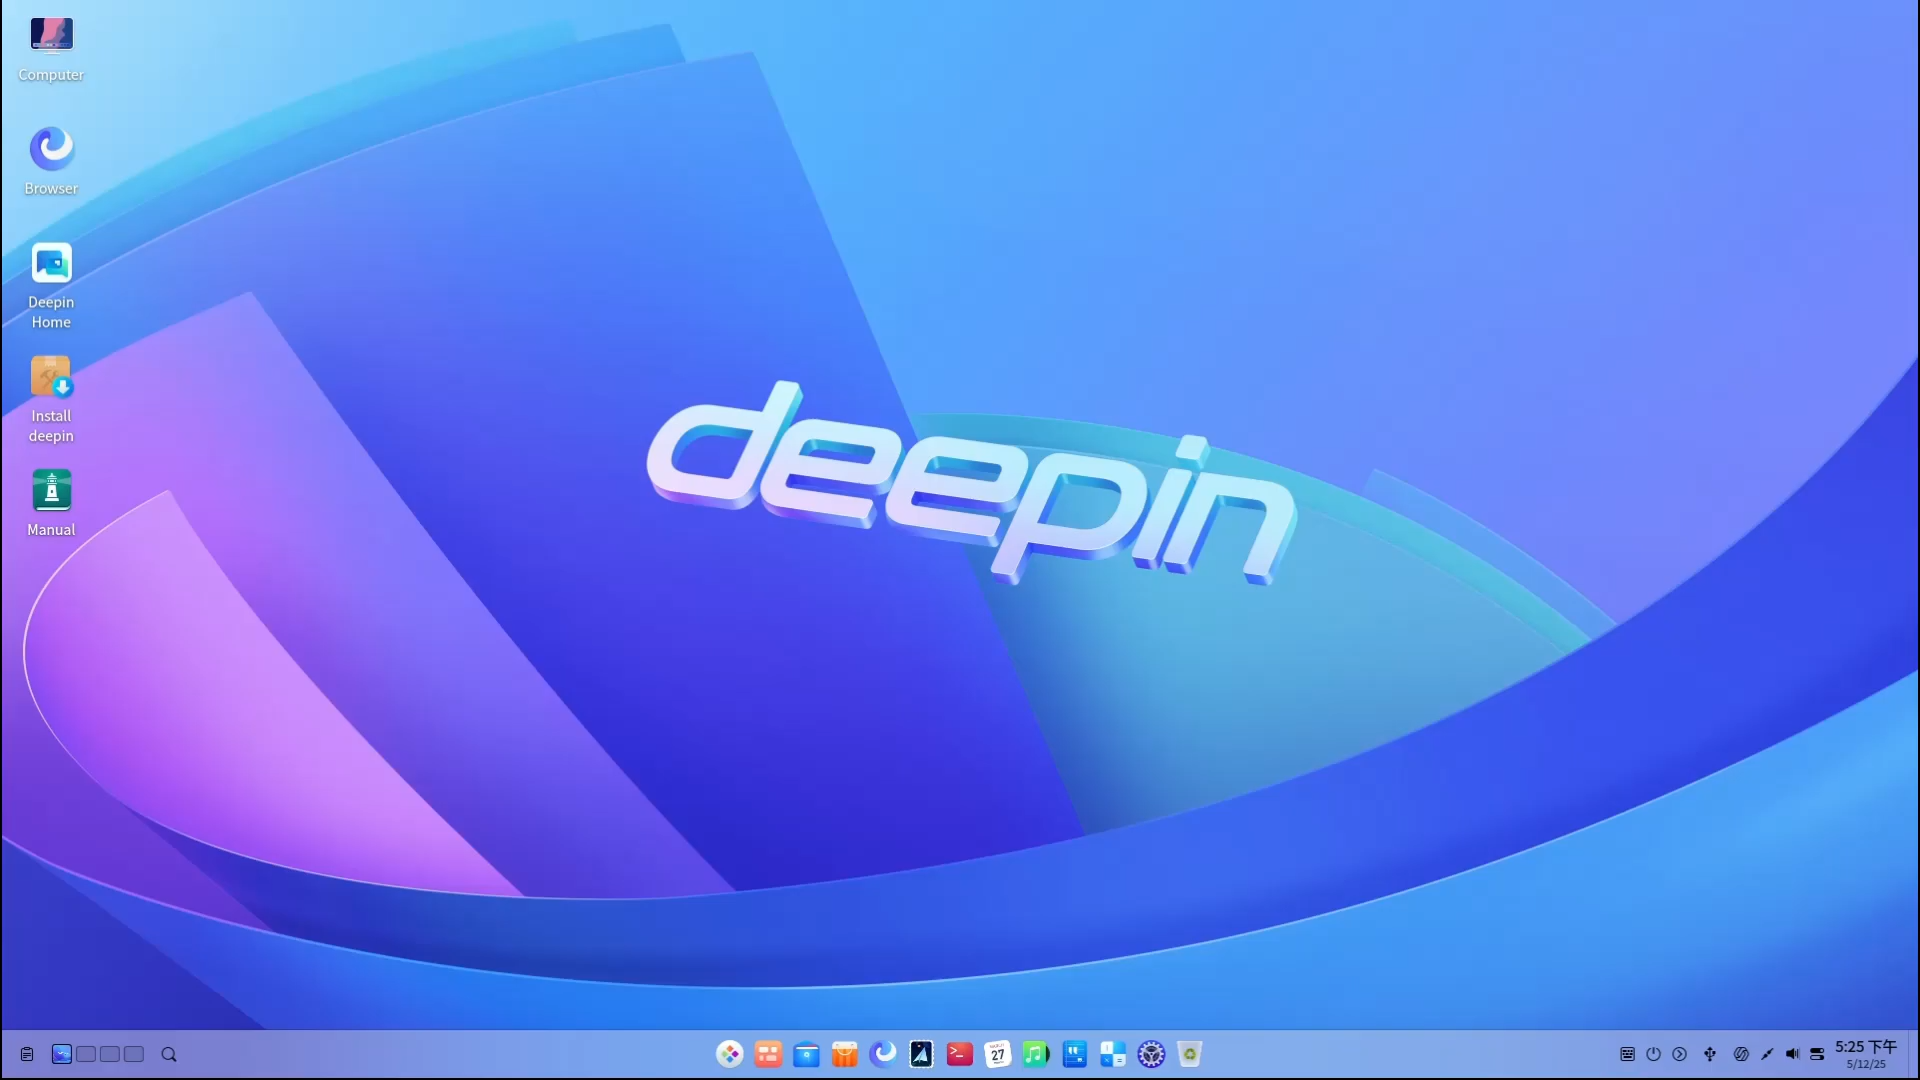 Computer
Browser
Deepin
Home
Install
deepin
Manual
deepin
27
5:25 下午
5/12/25